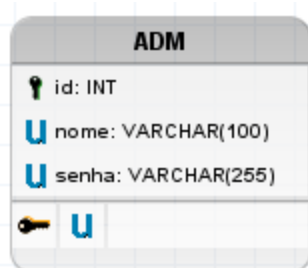 ADM
id: INT
U nome: VARCHAR(100)
U senha: VARCHAR(255)
U